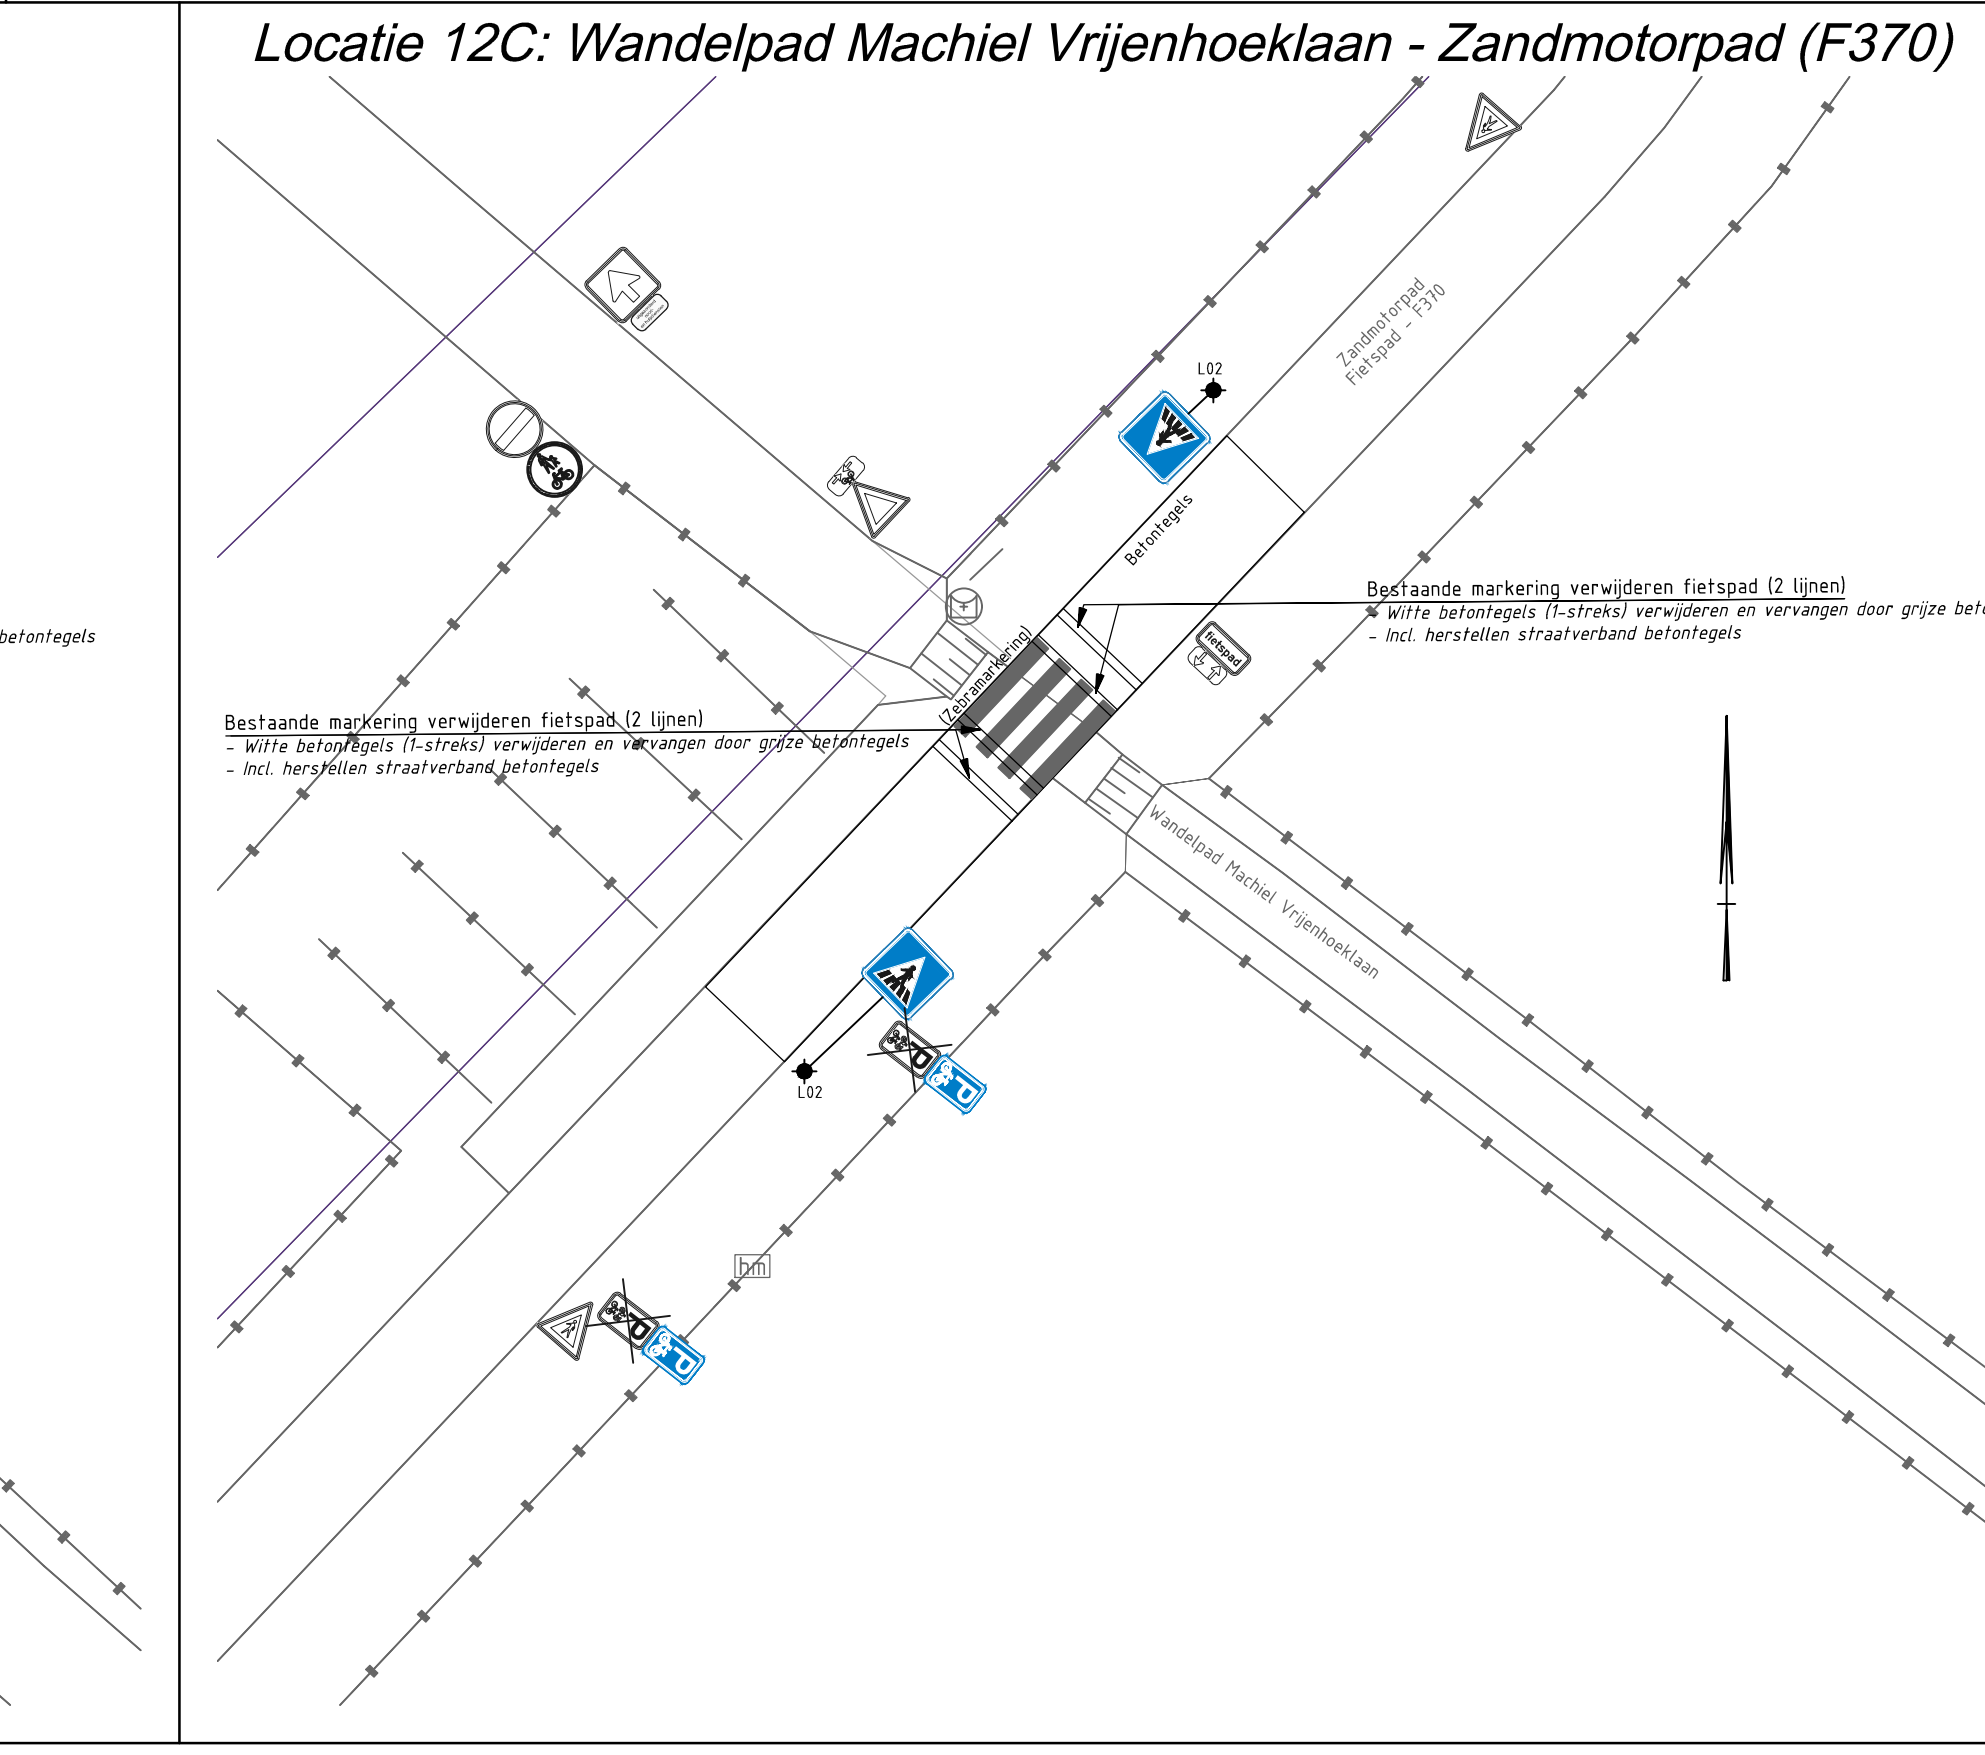 Locatie 12C: Wandelpad Machiel Vrijenhoeklaan - Zandmotorpad (F370)
Zandmotorpad
Fietspad - F370
L02
Betontegels
Bestaande markering verwijderen fietspad (2 lijnen)
- Witte betontegels (1-streks) verwijderen en vervangen door grijze bet
- Incl. herstellen straatverband betontegels
betontegels
fietspad
(Zebramarkering)
Bestaande markering verwijderen fietspad (2 lijnen)
- Witte betontegels (1-streks) verwijderen en vervangen door grijze betontegels
- Incl. herstellen straatverband betontegels
Wandelpad Machiel Vrijenhoeklaan
P
P
L02
hm
P
P